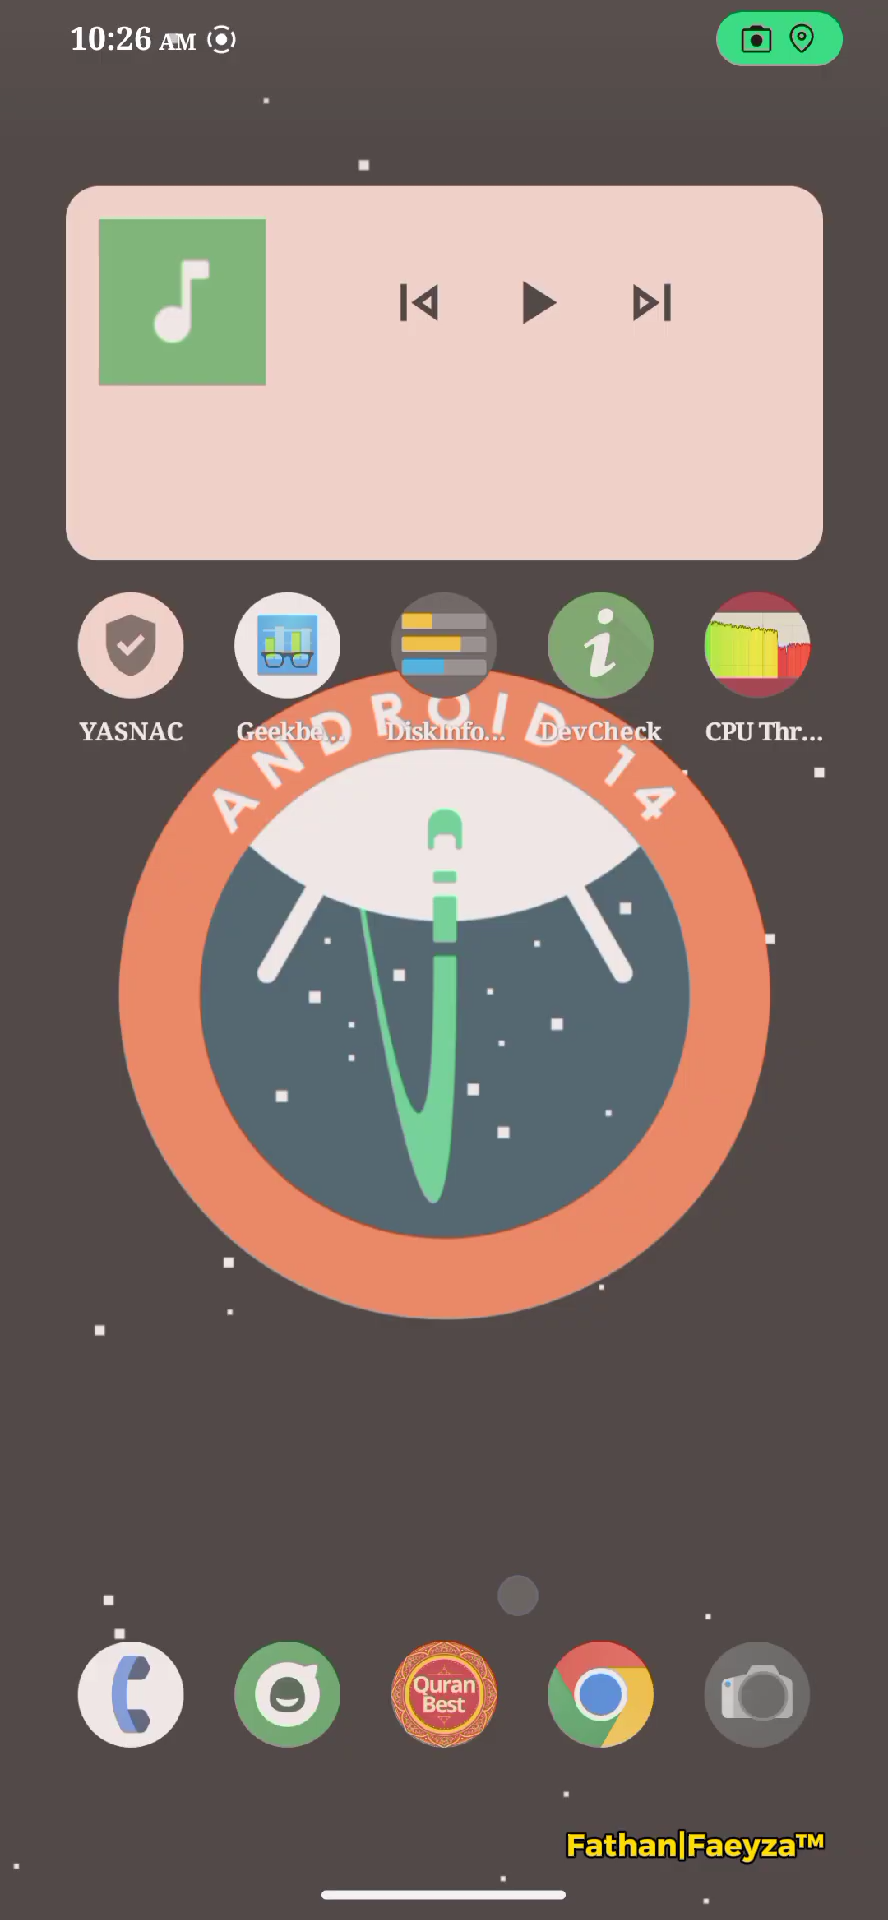 10:26 AM
YASNAC
Geekbe...
DiskInfo...
DevCheck
CPU Thr...
ANDROID 14
Quran
Best
Fathan|Faeyza™